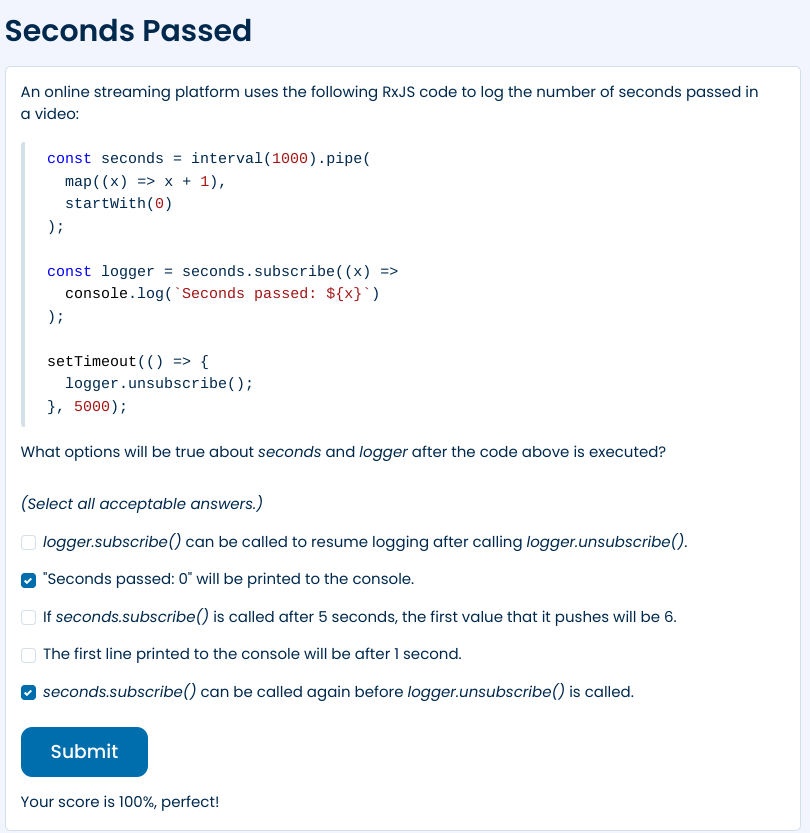 Seconds Passed
An online streaming platform uses the following RxJS code to log the number of seconds passed in
a video:
const seconds = interval(1000).pipe(
  map((x) => x + 1),
  startWith(0)
);
const logger = seconds.subscribe((x) =>
  console.log(`Seconds passed: ${x}`)
);
setTimeout(() => {
  logger.unsubscribe();
}, 5000);
What options will be true about seconds and logger after the code above is executed?
(Select all acceptable answers.)
logger.subscribe() can be called to resume logging after calling logger.unsubscribe().
"Seconds passed: 0" will be printed to the console.
If seconds.subscribe() is called after 5 seconds, the first value that it pushes will be 6.
The first line printed to the console will be after 1 second.
seconds.subscribe() can be called again before logger.unsubscribe() is called.
Submit
Your score is 100%, perfect!